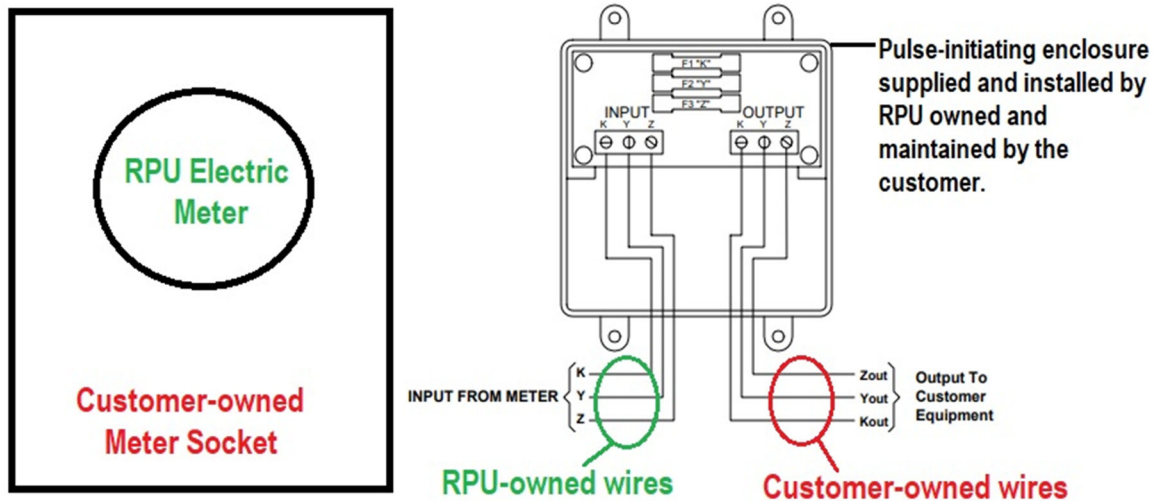 RPU Electric
Meter
Customer-owned
Meter Socket
F1 "K"
F2 "Y"
F3 "Z"
INPUT
OUTPUT
K Y Z
K Y Z
Pulse-initiating enclosure
supplied and installed by
RPU owned and
maintained by the
customer.
INPUT FROM METER
K
Y
Z
RPU-owned wires
Zout
Yout
Kout
Output To
Customer
Equipment
Customer-owned wires